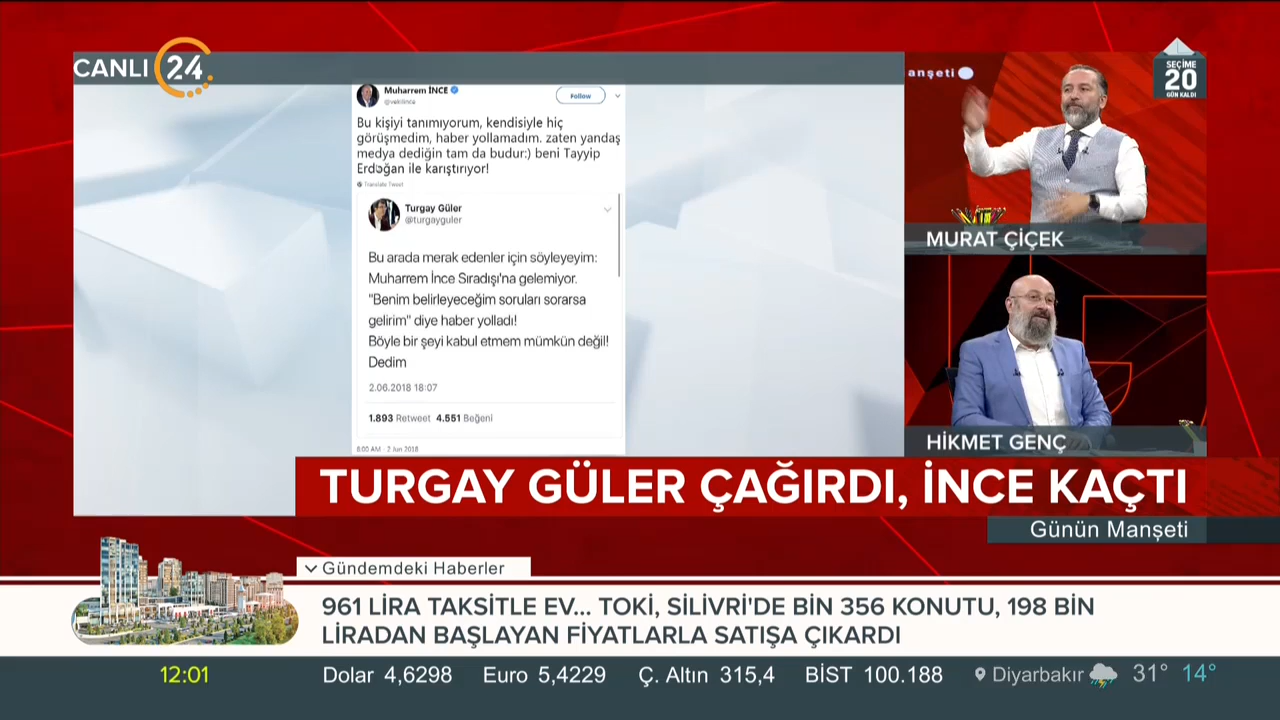 CANLI 24
Muharrem İNCE
@vekilince
Follow
Bu kişiyi tanımıyorum, kendisiyle hiç
görüşmedim, haber yollamadım. zaten yandaş
medya dediğin tam da budur:) beni Tayyip
Erdoğan ile karıştırıyor!
Translate Tweet
Turgay Güler
@turgayguler
Bu arada merak edenler için söyleyeyim:
Muharrem İnce Sıradışı'na gelemiyor.
"Benim belirleyeceğim soruları sorarsa
gelirim" diye haber yolladı!
Böyle bir şeyi kabul etmem mümkün değil!
Dedim
2.06.2018 18:07
1.893 Retweet 4.551 Beğeni
8:00 AM - 2 Jun 2018
anşeti
SEÇİME
20
GÜN KALDI
MURAT ÇİÇEK
HİKMET GENÇ
TURGAY GÜLER ÇAĞIRDI, İNCE KAÇTI
Günün Manşeti
Gündemdeki Haberler
961 LİRA TAKSİTLE EV... TOKİ, SİLİVRİ'DE BİN 356 KONUTU, 198 BİN
LİRADAN BAŞLAYAN FİYATLARLA SATIŞA ÇIKARDI
12:01 Dolar 4,6298 Euro 5,4229 Ç. Altın 315,4 BİST 100.188 Diyarbakır 31° 14°